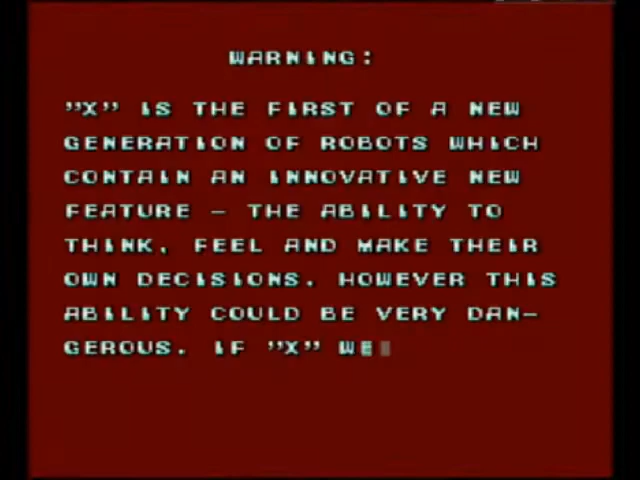 WARNING:
"X" IS THE FIRST OF A NEW
GENERATION OF ROBOTS WHICH
CONTAIN AN INNOVATIVE NEW
FEATURE – THE ABILITY TO
THINK, FEEL AND MAKE THEIR
OWN DECISIONS. HOWEVER THIS
ABILITY COULD BE VERY DAN–
GEROUS. IF "X" WE